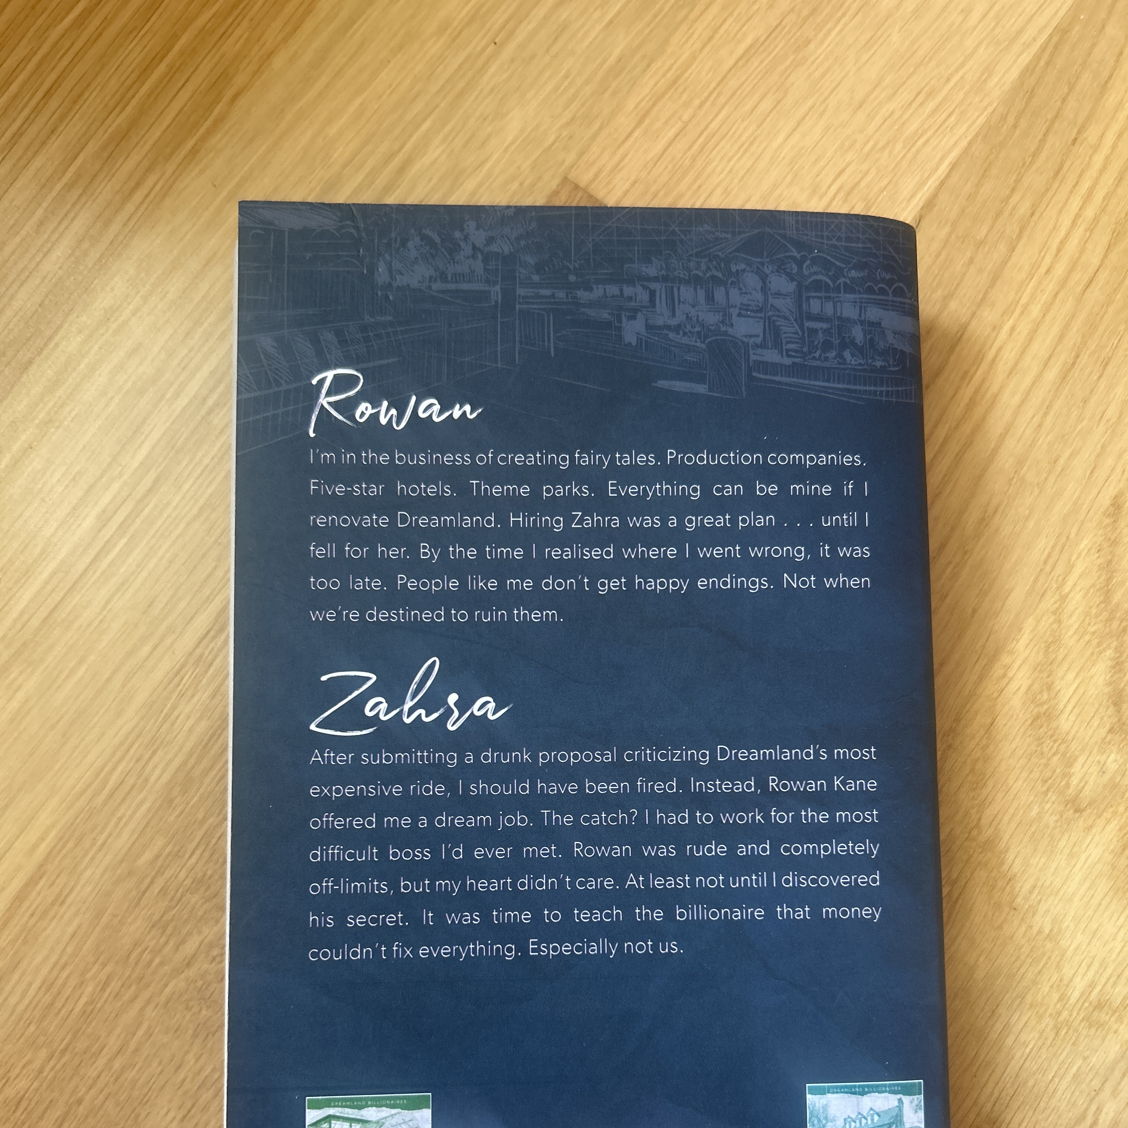 Rowan
I'm in the business of creating fairy tales. Production companies.
Five-star hotels. Theme parks. Everything can be mine if I
renovate Dreamland. Hiring Zahra was a great plan . . . until I
fell for her. By the time I realised where I went wrong, it was
too late. People like me don't get happy endings. Not when
we're destined to ruin them.
Zahra
After submitting a drunk proposal criticizing Dreamland's most
expensive ride, I should have been fired. Instead, Rowan Kane
offered me a dream job. The catch? I had to work for the most
difficult boss I'd ever met. Rowan was rude and completely
off-limits, but my heart didn't care. At least not until I discovered
his secret. It was time to teach the billionaire that money
couldn't fix everything. Especially not us.
DREAMLAND BILLIONAIRES
DREAMLAND BILLIONAIRES